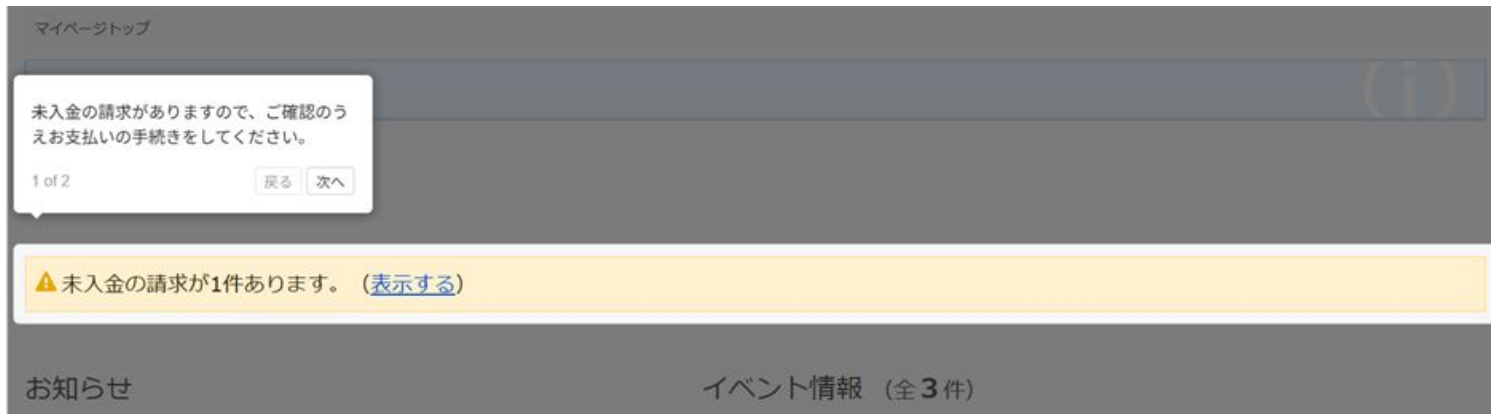 マイページトップ
未入金の請求がありますので、ご確認のう
えお支払いの手続きをしてください。
1 of 2 戻る 次へ
未入金の請求が1件あります。（表示する）
お知らせ
イベント情報 （全3件）